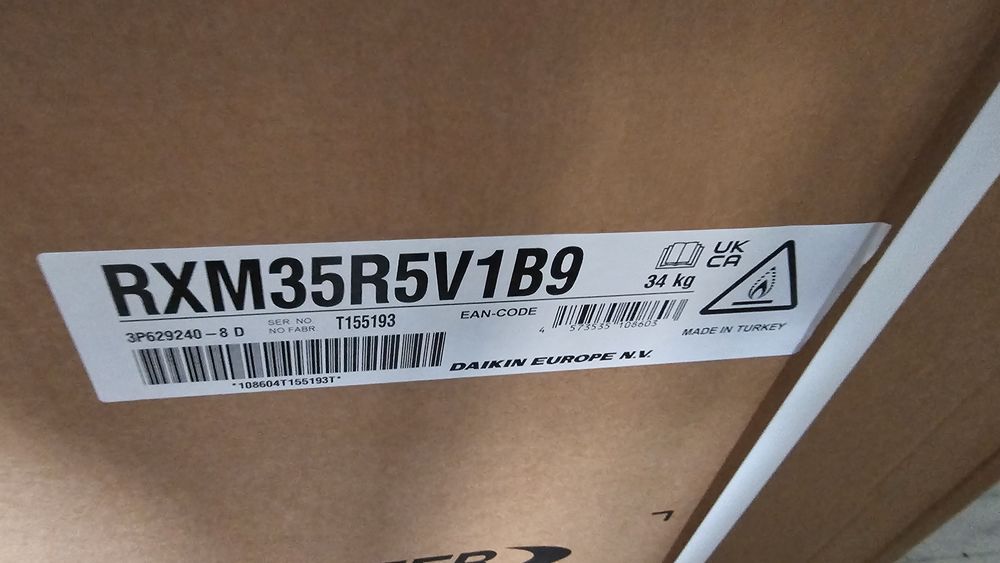 RXM35R5V1B9
34 kg
UK
CA
3P629240-8 D
SER NO
NO FABR
T155193
EAN-CODE
4 573535 108603
MADE IN TURKEY
*108604T155193T*
DAIKIN EUROPE N.V.